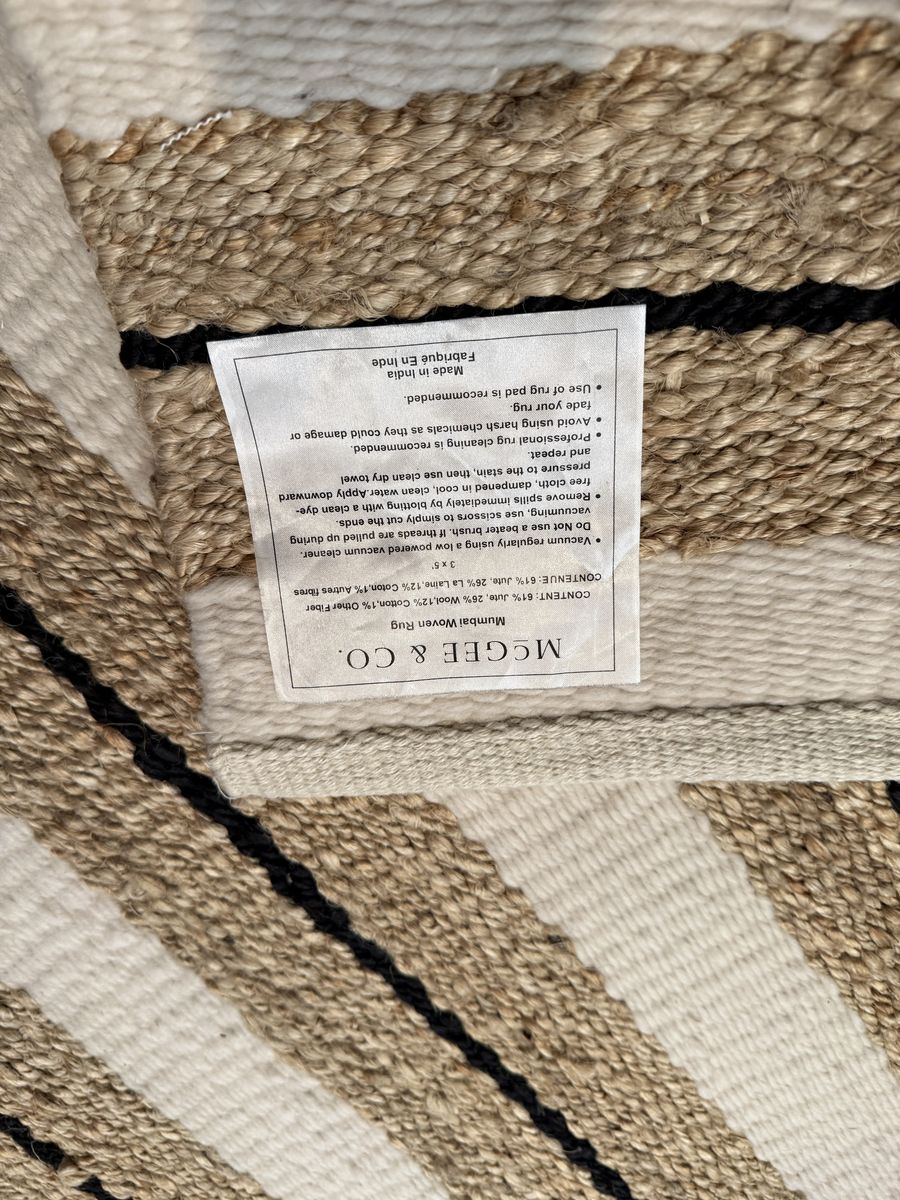 McGEE & CO.
Mumbai Woven Rug
CONTENT: 61% Jute, 26% Wool,12% Cotton,1% Other Fiber
CONTENUE: 61% Jute, 26% La Laine,12% Coton,1% Autres fibres
3 x 5'
• Vacuum regularly using a low powered vacuum cleaner.
Do Not use a beater brush. If threads are pulled up during
vacuuming, use scissors to simply cut the ends.
• Remove spills immediately by blotting with a clean dye-
free cloth, dampened in cool, clean water.Apply downward
pressure to the stain, then use clean dry towel
and repeat.
• Professional rug cleaning is recommended.
• Avoid using harsh chemicals as they could damage or
fade your rug.
• Use of rug pad is recommended.
Made in India
Fabriqué En Inde